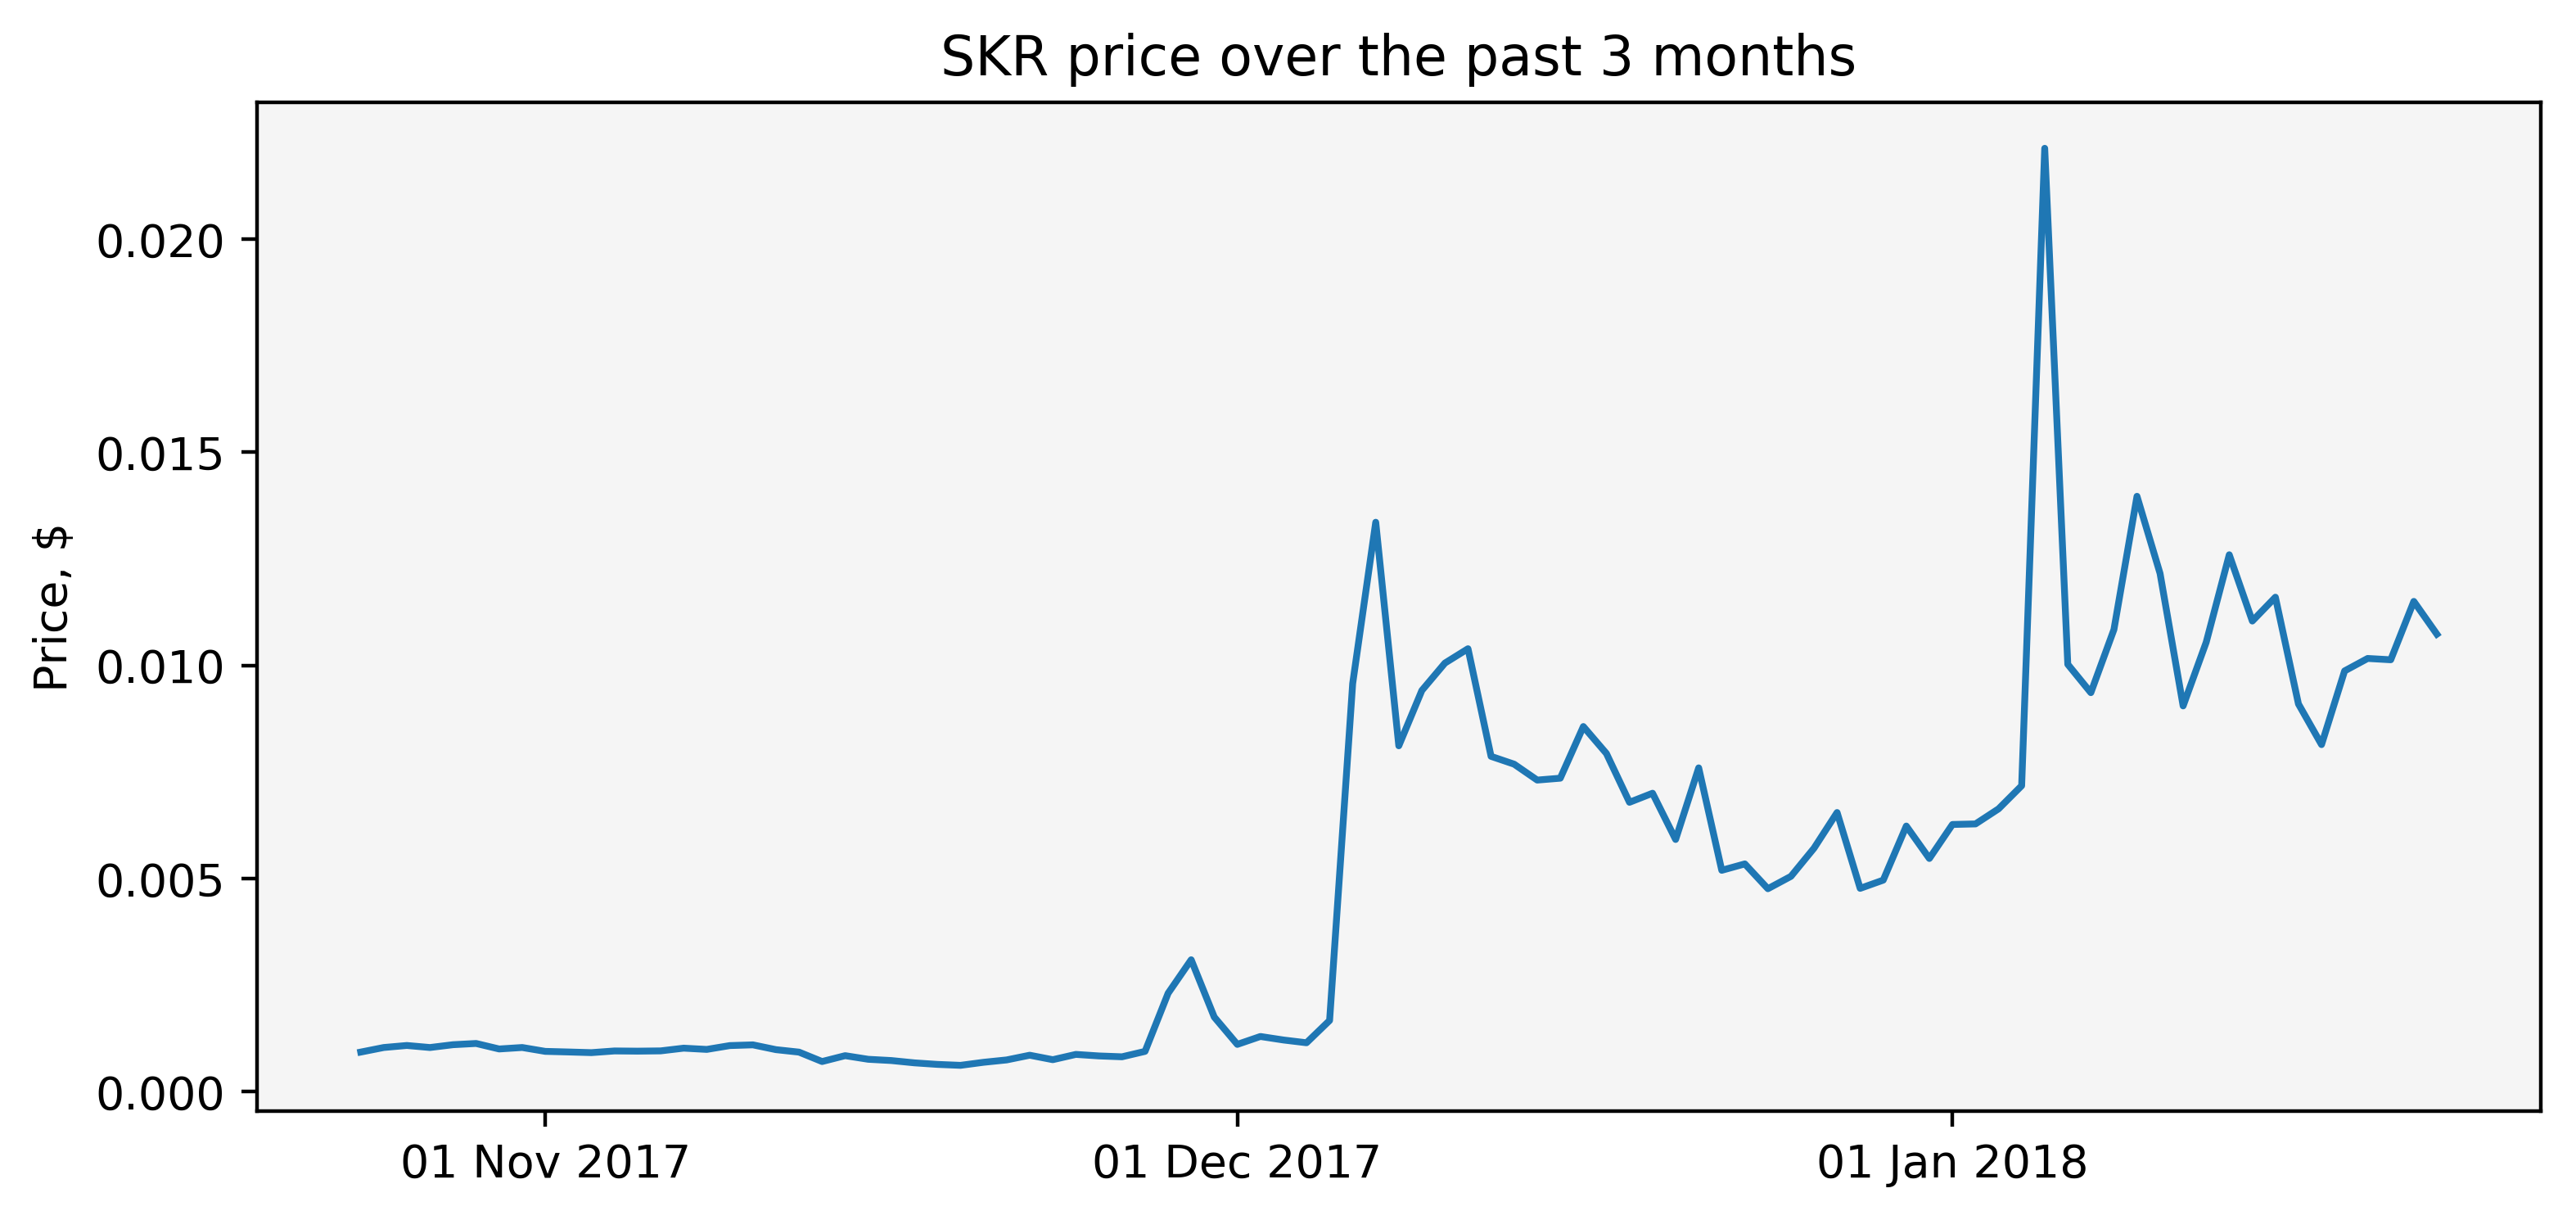 SKR price over the past 3 months
Price, $
0.020
0.015
0.010
0.005
0.000
01 Nov 2017
01 Dec 2017
01 Jan 2018